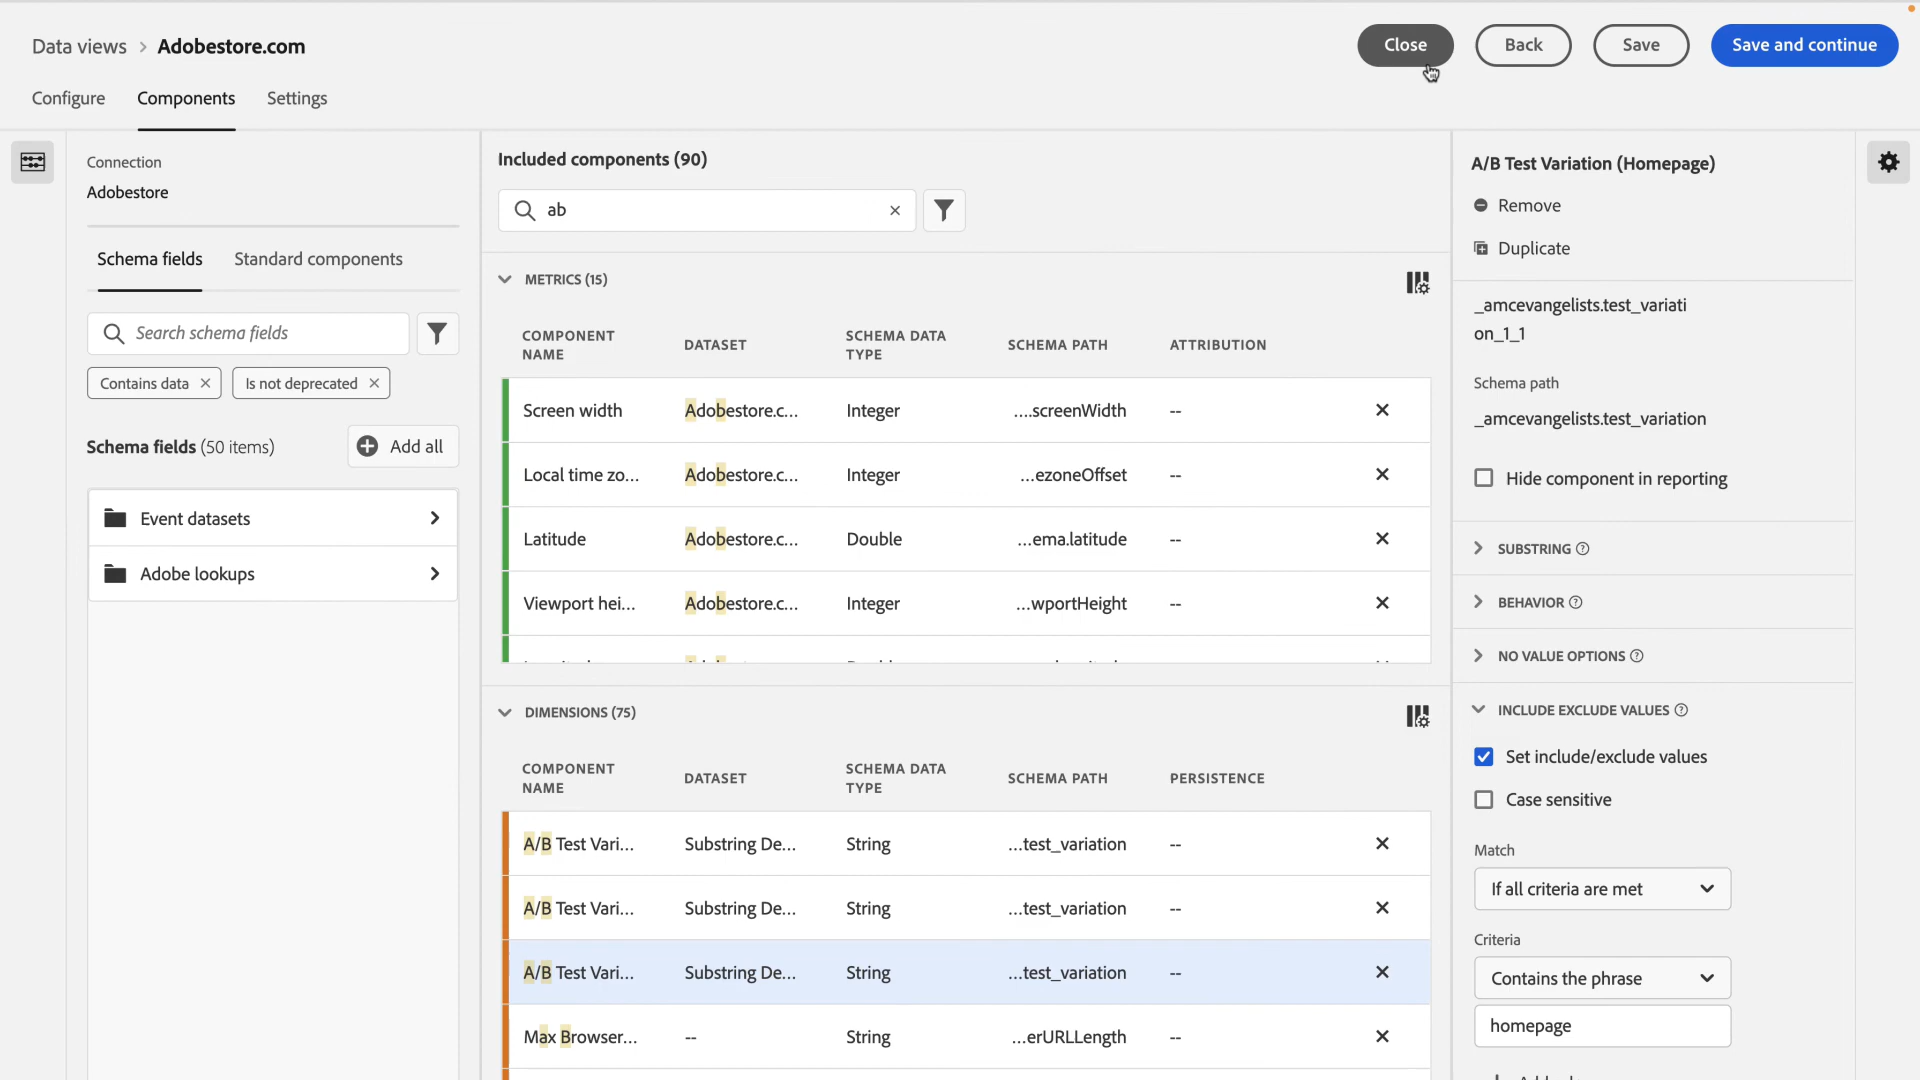 Data views > Adobestore.com
Close
Back
Save
Save and continue
Configure
Components
Settings
Connection
Adobestore
Schema fields
Standard components
Search schema fields
Contains data
Is not deprecated
Schema fields (50 items)
Add all
Event datasets
Adobe lookups
Included components (90)
ab
METRICS (15)
COMPONENT NAME DATASET SCHEMA DATA TYPE SCHEMA PATH ATTRIBUTION
Screen width Adobestore.c... Integer ....screenWidth --
Local time zo... Adobestore.c... Integer ...ezoneOffset --
Latitude Adobestore.c... Double ...ema.latitude --
Viewport hei... Adobestore.c... Integer ...wportHeight --
DIMENSIONS (75)
COMPONENT NAME DATASET SCHEMA DATA TYPE SCHEMA PATH PERSISTENCE
A/B Test Vari... Substring De... String ...test_variation --
A/B Test Vari... Substring De... String ...test_variation --
A/B Test Vari... Substring De... String ...test_variation --
Max Browser... -- String ...erURLLength --
A/B Test Variation (Homepage)
Remove
Duplicate
_amcevangelists.test_variati
on_1_1
Schema path
_amcevangelists.test_variation
Hide component in reporting
SUBSTRING
BEHAVIOR
NO VALUE OPTIONS
INCLUDE EXCLUDE VALUES
Set include/exclude values
Case sensitive
Match
If all criteria are met
Criteria
Contains the phrase
homepage